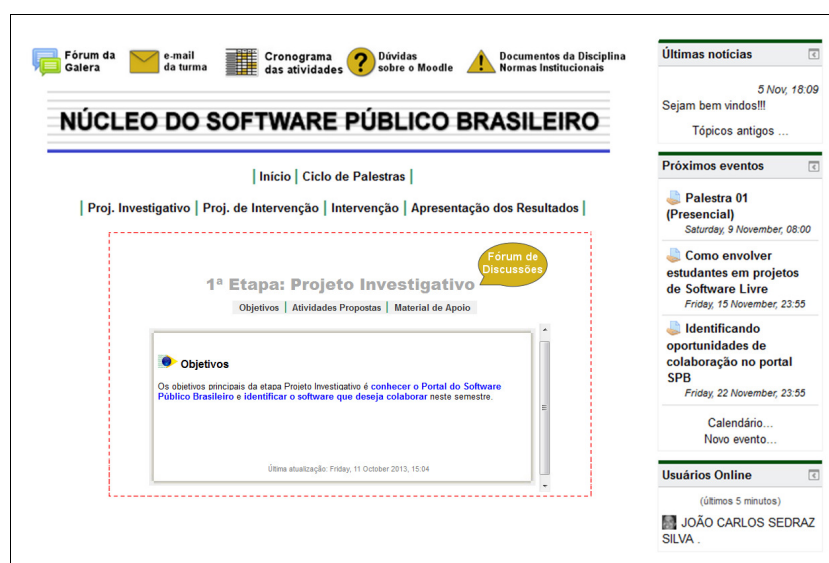 Fórum da
Galera
e-mail
da turma
Cronograma
das atividades
?
Dúvidas
sobre o Moodle
Documentos da Disciplina
Normas Institucionais
NÚCLEO DO SOFTWARE PÚBLICO BRASILEIRO
| Início | Ciclo de Palestras |
| Proj. Investigativo | Proj. de Intervenção | Intervenção | Apresentação dos Resultados |
Fórum de
Discussões
1ª Etapa: Projeto Investigativo
Objetivos | Atividades Propostas | Material de Apoio
Objetivos
Os objetivos principais da etapa Projeto Investigativo é conhecer o Portal do Software
Público Brasileiro e identificar o software que deseja colaborar neste semestre.
Última atualização: Friday, 11 October 2013, 15:04
Últimas notícias
5 Nov, 18:09
Sejam bem vindos!!!
Tópicos antigos ...
Próximos eventos
Palestra 01
(Presencial)
Saturday, 9 November, 08:00
Como envolver
estudantes em projetos
de Software Livre
Friday, 15 November, 23:55
Identificando
oportunidades de
colaboração no portal
SPB
Friday, 22 November, 23:55
Calendário...
Novo evento...
Usuários Online
(últimos 5 minutos)
JOÃO CARLOS SEDRAZ
SILVA .